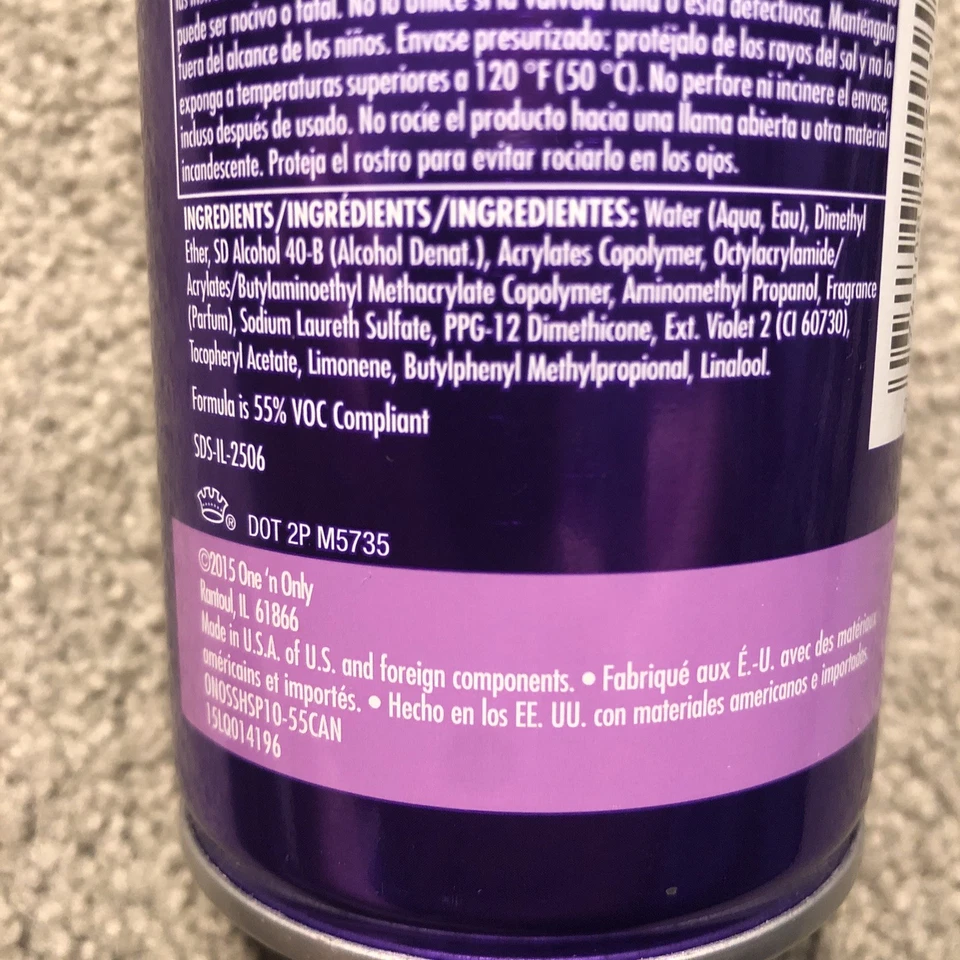 puede ser nocivo o fatal. No lo utilice si la válvula falla o está defectuosa. Manténgalo
fuera del alcance de los niños. Envase presurizado: protéjalo de los rayos del sol y no lo
exponga a temperaturas superiores a 120 °F (50 °C). No perfore ni incinere el envase,
incluso después de usado. No rocíe el producto hacia una llama abierta u otra material
incandescente. Proteja el rostro para evitar rociarlo en los ojos.
INGREDIENTS/INGRÉDIENTS/INGREDIENTES: Water (Aqua, Eau), Dimethyl
Ether, SD Alcohol 40-B (Alcohol Denat.), Acrylates Copolymer, Octylacrylamide/
Acrylates/Butylaminoethyl Methacrylate Copolymer, Aminomethyl Propanol, Fragrance
(Parfum), Sodium Laureth Sulfate, PPG-12 Dimethicone, Ext. Violet 2 (CI 60730),
Tocopheryl Acetate, Limonene, Butylphenyl Methylpropional, Linalool.
Formula is 55% VOC Compliant
SDS-IL-2506
® DOT 2P M5735
©2015 One 'n Only
Rantoul, IL 61866
Made in U.S.A. of U.S. and foreign components. • Fabriqué aux É.-U. avec des matériaux
américains et importés. • Hecho en los EE. UU. con materiales americanos e importados.
ONOSSHSP10-55CAN
15LQ014196